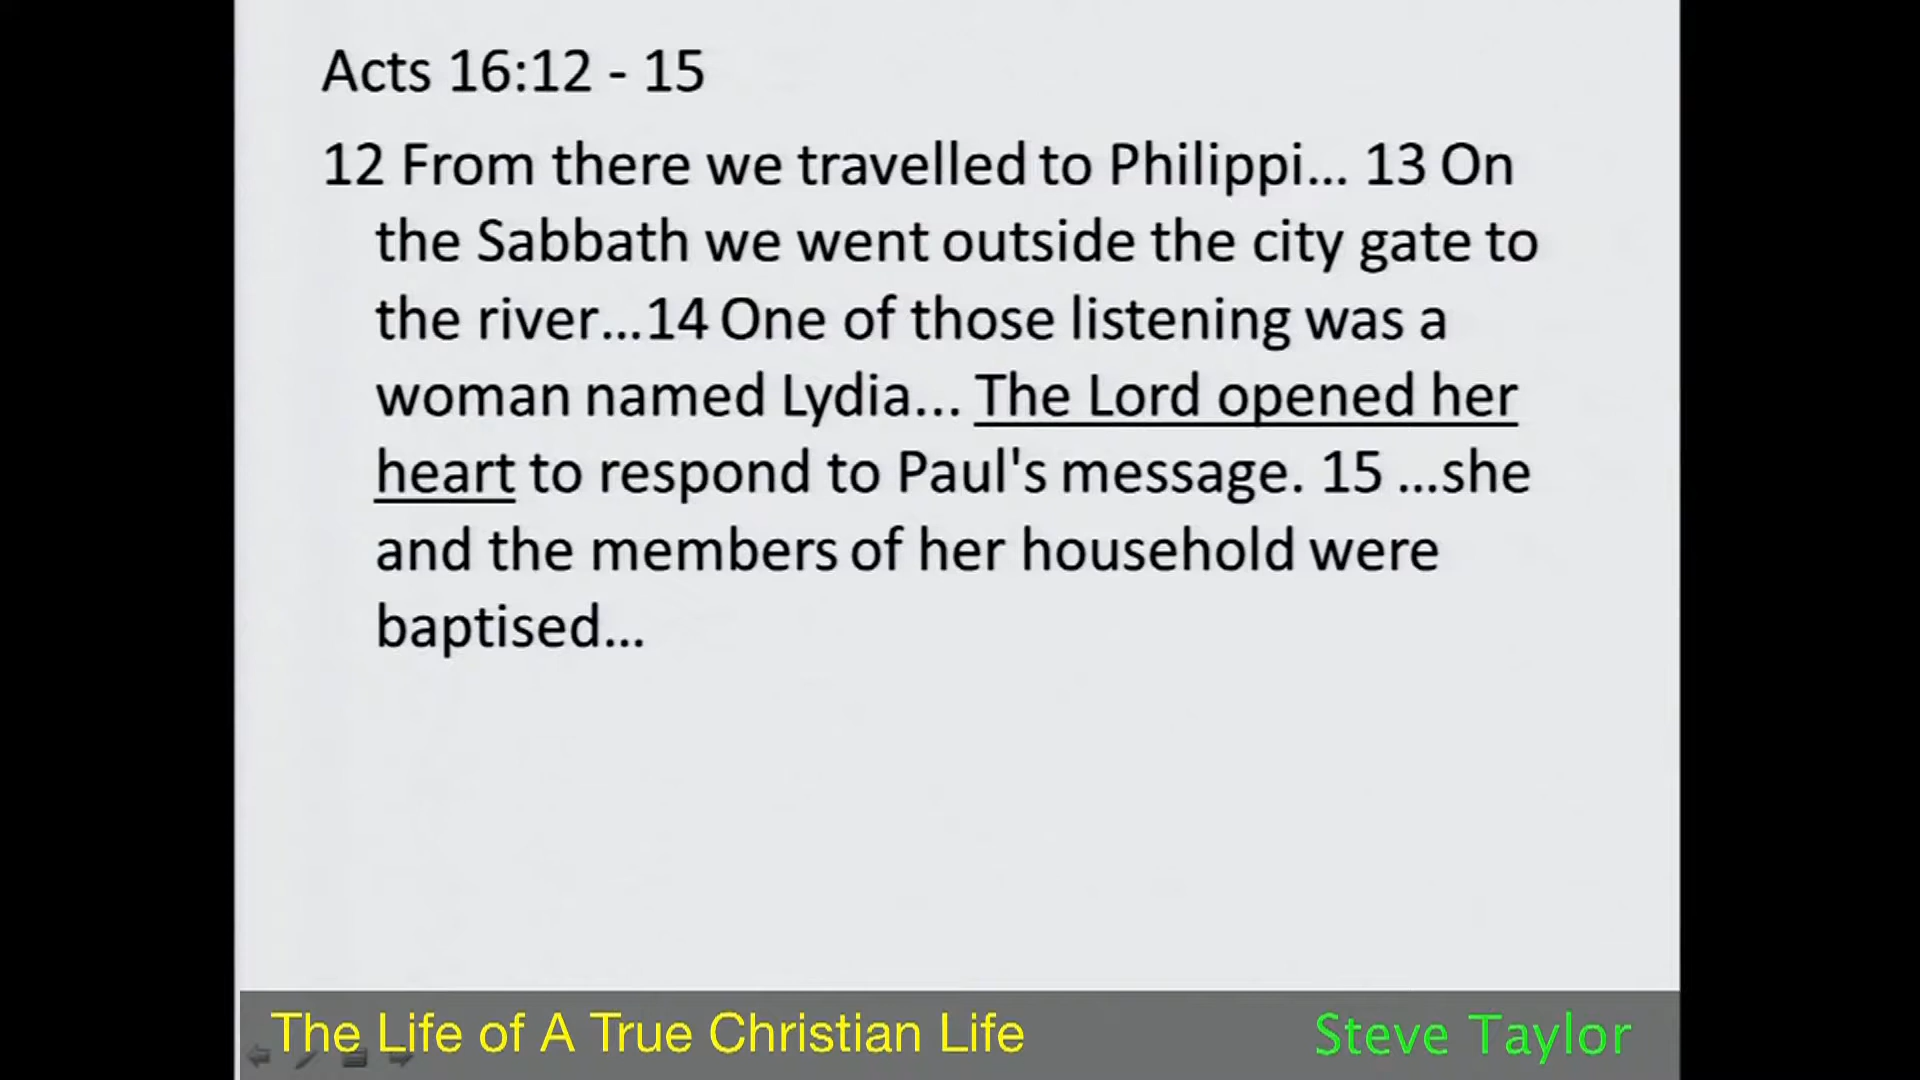 Acts 16:12 - 15
12 From there we travelled to Philippi... 13 On
the Sabbath we went outside the city gate to
the river...14 One of those listening was a
woman named Lydia... The Lord opened her
heart to respond to Paul's message. 15 ...she
and the members of her household were
baptised...
The Life of A True Christian Life
Steve Taylor